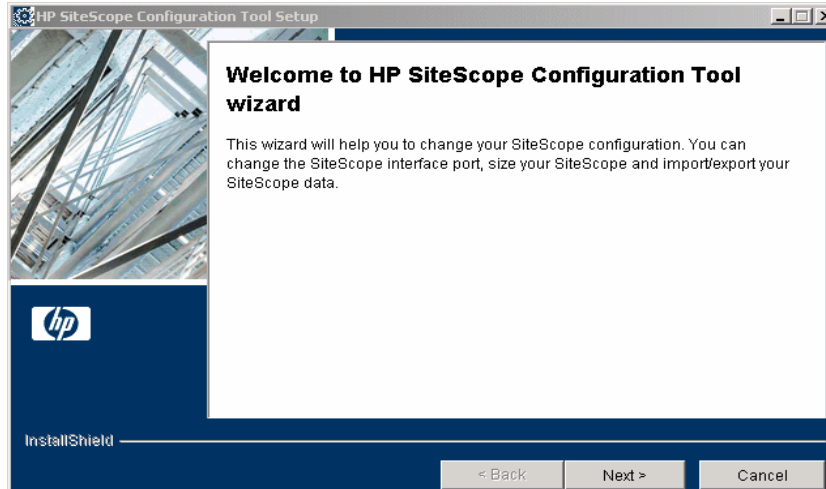 HP SiteScope Configuration Tool Setup
Welcome to HP SiteScope Configuration Tool
wizard
This wizard will help you to change your SiteScope configuration. You can
change the SiteScope interface port, size your SiteScope and import/export your
SiteScope data.
hp
InstallShield
< Back
Next >
Cancel